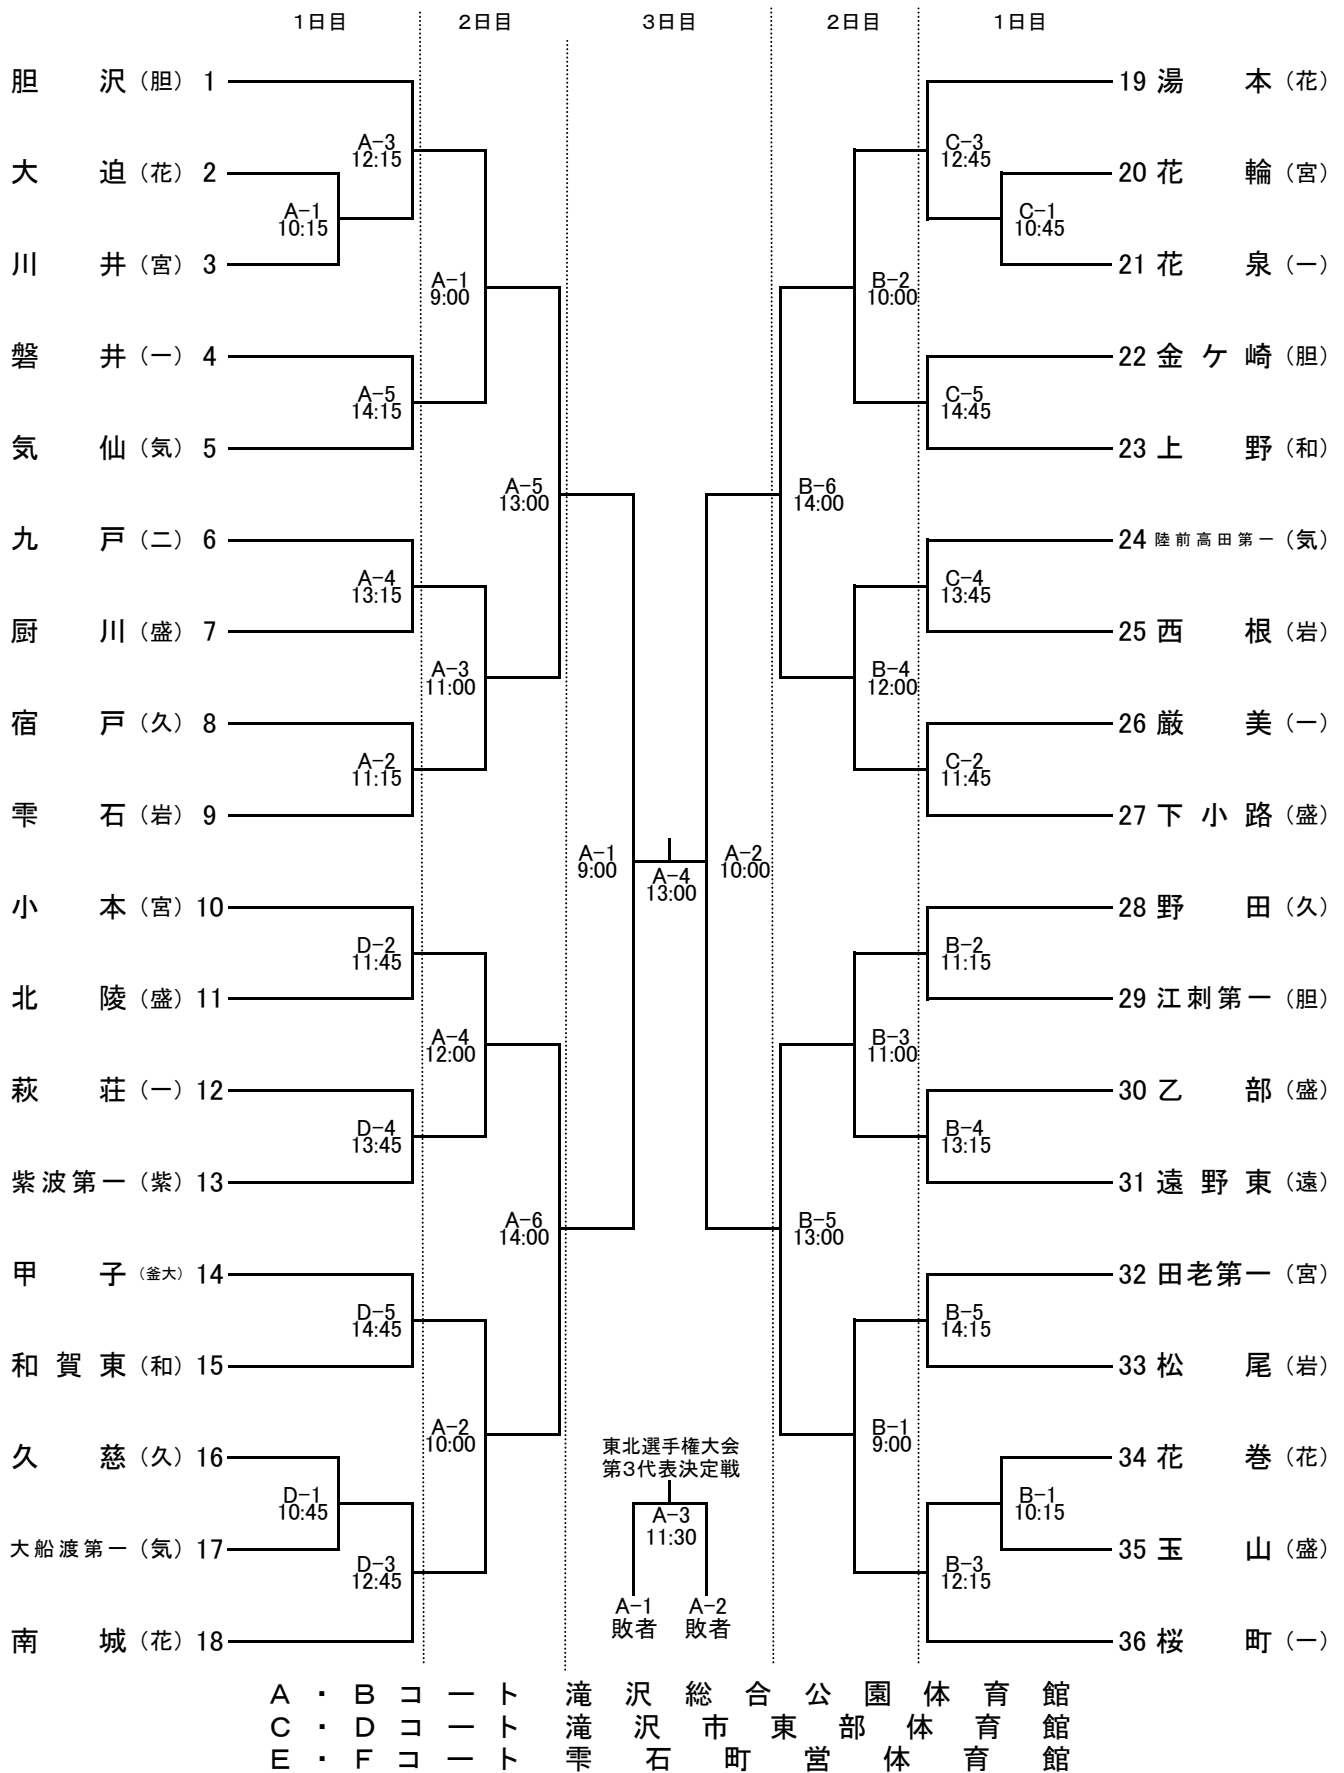 1日目 2日目 3日目 2日目 1日目
胆沢（胆） 1
19 湯本（花）
A-3
12:15
C-3
12:45
大迫（花） 2
20 花輪（宮）
A-1
10:15
C-1
10:45
川井（宮） 3
21 花泉（一）
A-1
9:00
B-2
10:00
磐井（一） 4
22 金ケ崎（胆）
A-5
14:15
C-5
14:45
気仙（気） 5
23 上野（和）
A-5
13:00
B-6
14:00
九戸（二） 6
24 陸前高田第一（気）
A-4
13:15
C-4
13:45
厨川（盛） 7
25 西根（岩）
A-3
11:00
B-4
12:00
宿戸（久） 8
26 厳美（一）
A-2
11:15
C-2
11:45
雫石（岩） 9
27 下小路（盛）
A-1
9:00
A-4
13:00
A-2
10:00
小本（宮） 10
28 野田（久）
D-2
11:45
B-2
11:15
北陵（盛） 11
29 江刺第一（胆）
A-4
12:00
B-3
11:00
萩荘（一） 12
30 乙部（盛）
D-4
13:45
B-4
13:15
紫波第一（紫） 13
31 遠野東（遠）
A-6
14:00
B-5
13:00
甲子（釜大） 14
32 田老第一（宮）
D-5
14:45
B-5
14:15
和賀東（和） 15
33 松尾（岩）
A-2
10:00
B-1
9:00
東北選手権大会
第3代表決定戦
久慈（久） 16
34 花巻（花）
D-1
10:45
A-3
11:30
B-1
10:15
大船渡第一（気） 17
35 玉山（盛）
D-3
12:45
B-3
12:15
A-1
敗者
A-2
敗者
南城（花） 18
36 桜町（一）
A・Bコート 滝沢総合公園体育館
C・Dコート 滝沢市東部体育館
E・Fコート 雫石町営体育館